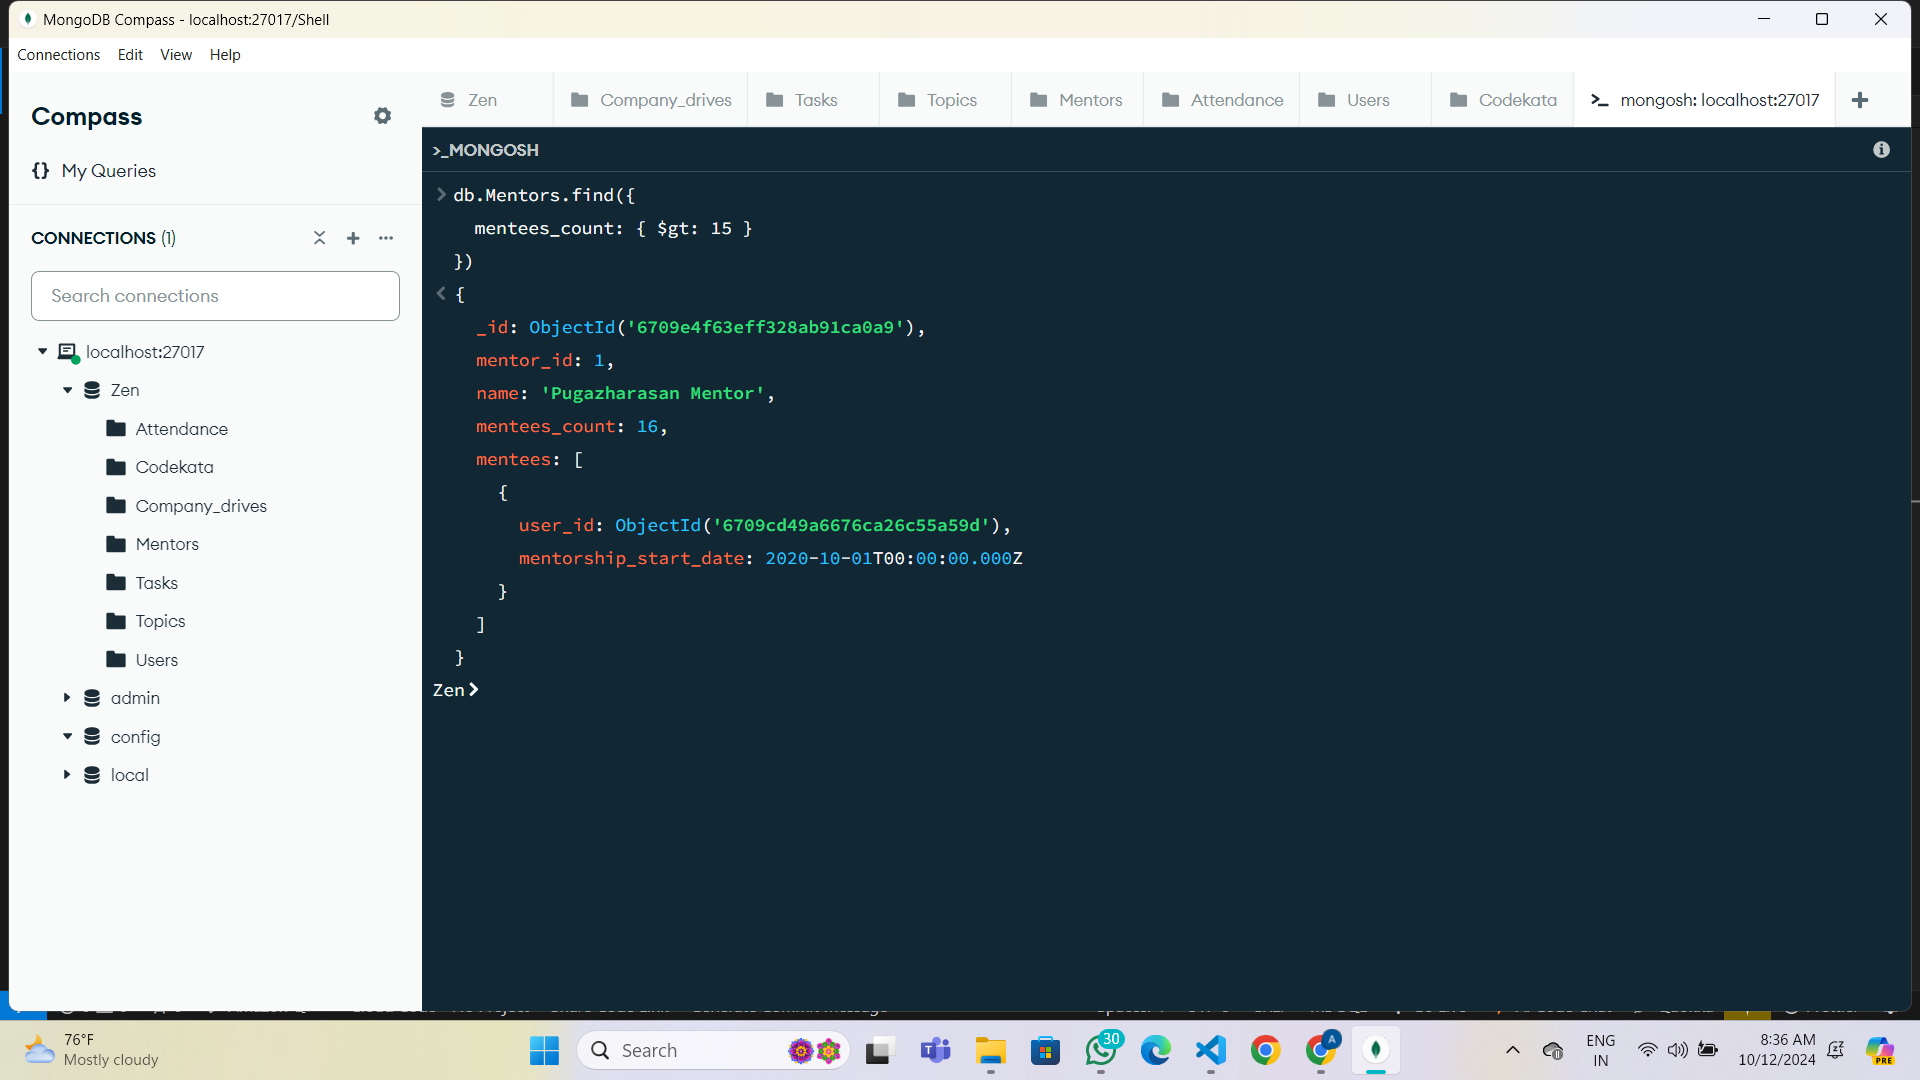 MongoDB Compass - localhost:27017/Shell
Connections Edit View Help
Compass
{} My Queries
CONNECTIONS (1)
Search connections
localhost:27017
Zen
Attendance
Codekata
Company_drives
Mentors
Tasks
Topics
Users
admin
config
local
Zen Company_drives Tasks Topics Mentors Attendance Users Codekata >_ mongosh: localhost:27017
>_MONGOSH
> db.Mentors.find({
mentees_count: { $gt: 15 }
})
< {
_id: ObjectId('6709e4f63eff328ab91ca0a9'),
mentor_id: 1,
name: 'Pugazharasan Mentor',
mentees_count: 16,
mentees: [
{
user_id: ObjectId('6709cd49a6676ca26c55a59d'),
mentorship_start_date: 2020-10-01T00:00:00.000Z
}
]
}
Zen>
76°F
Mostly cloudy
Search
30
A
ENG
IN
8:36 AM
10/12/2024
PRE